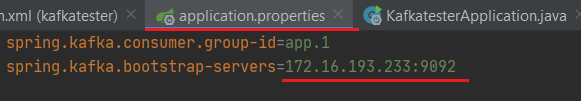 n.xml (kafkatester) ×
application.properties ×
KafkatesterApplication.java
spring.kafka.consumer.group-id=app.1
spring.kafka.bootstrap-servers=172.16.193.233:9092